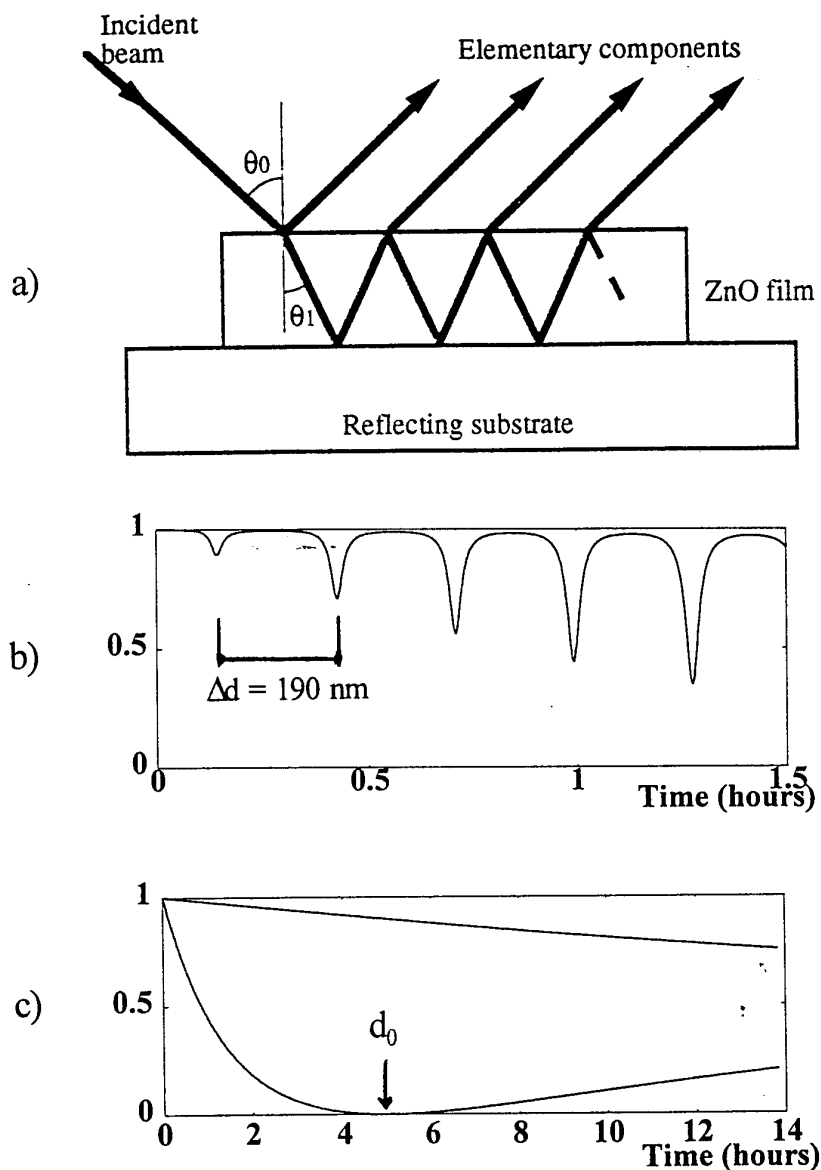 Incident
beam
Elementary components
θ0
a)
θ1
ZnO film
Reflecting substrate
b)
1
0.5
Δd = 190 nm
0
0
0.5
1
1.5
Time (hours)
c)
1
0.5
d0
0
0
2
4
6
8
10
12
14
Time (hours)